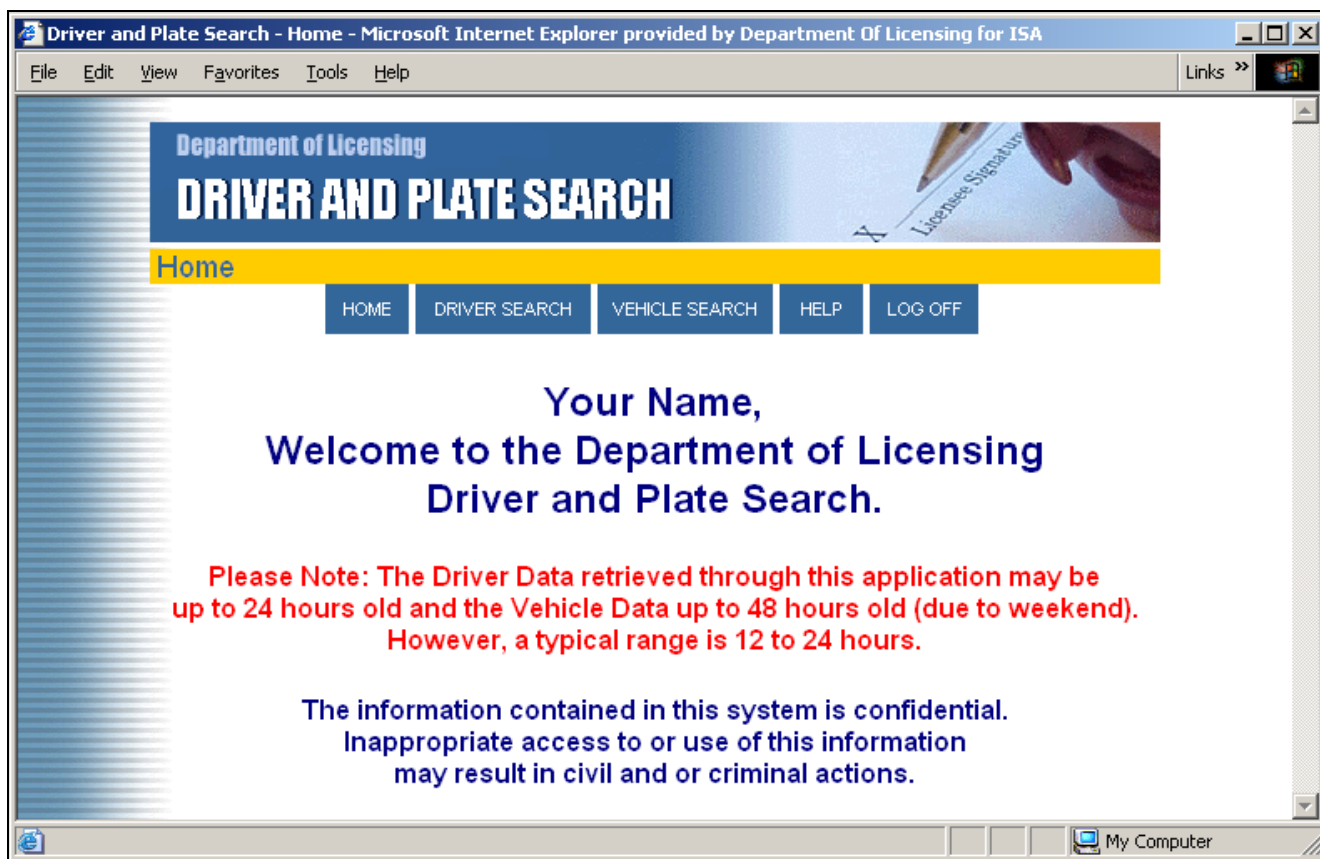 Driver and Plate Search - Home - Microsoft Internet Explorer provided by Department Of Licensing for ISA
File Edit View Favorites Tools Help Links »
Department of Licensing
DRIVER AND PLATE SEARCH
X Licensee Signature
Home
HOME DRIVER SEARCH VEHICLE SEARCH HELP LOG OFF
Your Name,
Welcome to the Department of Licensing
Driver and Plate Search.
Please Note: The Driver Data retrieved through this application may be
up to 24 hours old and the Vehicle Data up to 48 hours old (due to weekend).
However, a typical range is 12 to 24 hours.
The information contained in this system is confidential.
Inappropriate access to or use of this information
may result in civil and or criminal actions.
My Computer